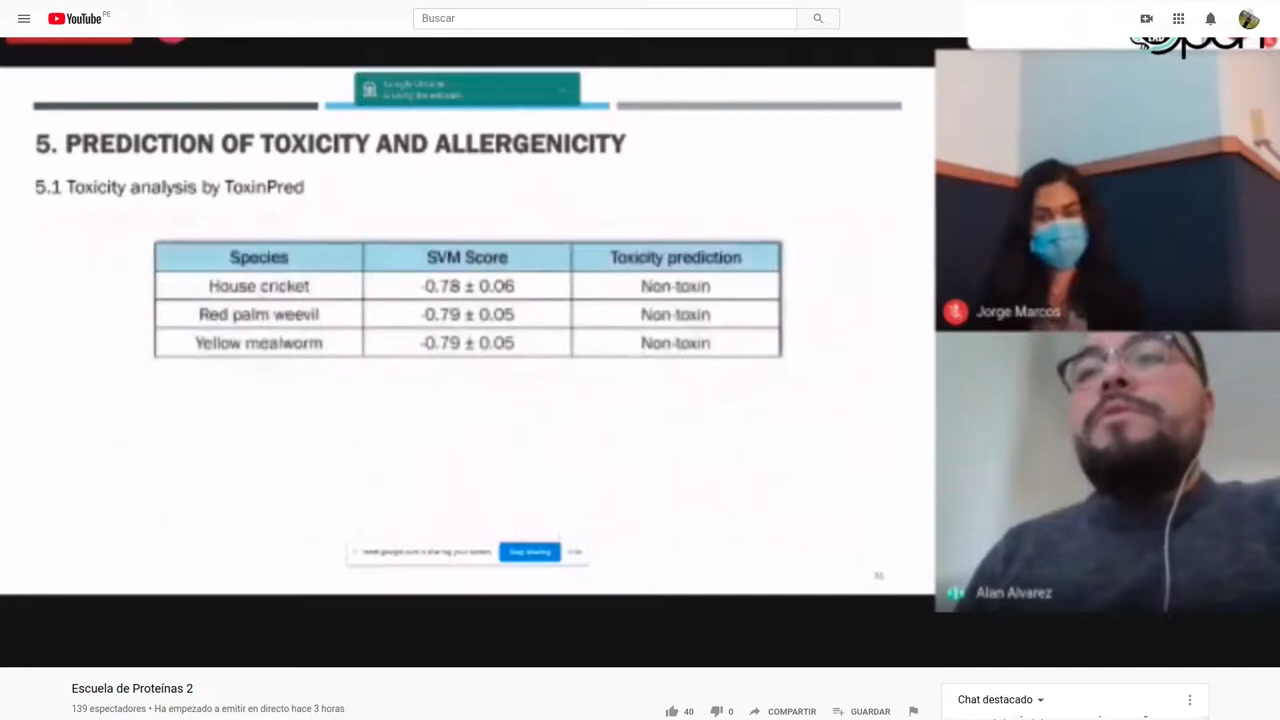 YouTube PE
Buscar
5. PREDICTION OF TOXICITY AND ALLERGENICITY
5.1 Toxicity analysis by ToxinPred
Species SVM Score Toxicity prediction
House cricket -0.78 ± 0.06 Non-toxin
Red palm weevil -0.79 ± 0.05 Non-toxin
Yellow mealworm -0.79 ± 0.05 Non-toxin
Stop sharing
Jorge Marcos
Alan Alvarez
Escuela de Proteínas 2
139 espectadores • Ha empezado a emitir en directo hace 3 horas
40 0 COMPARTIR GUARDAR
Chat destacado